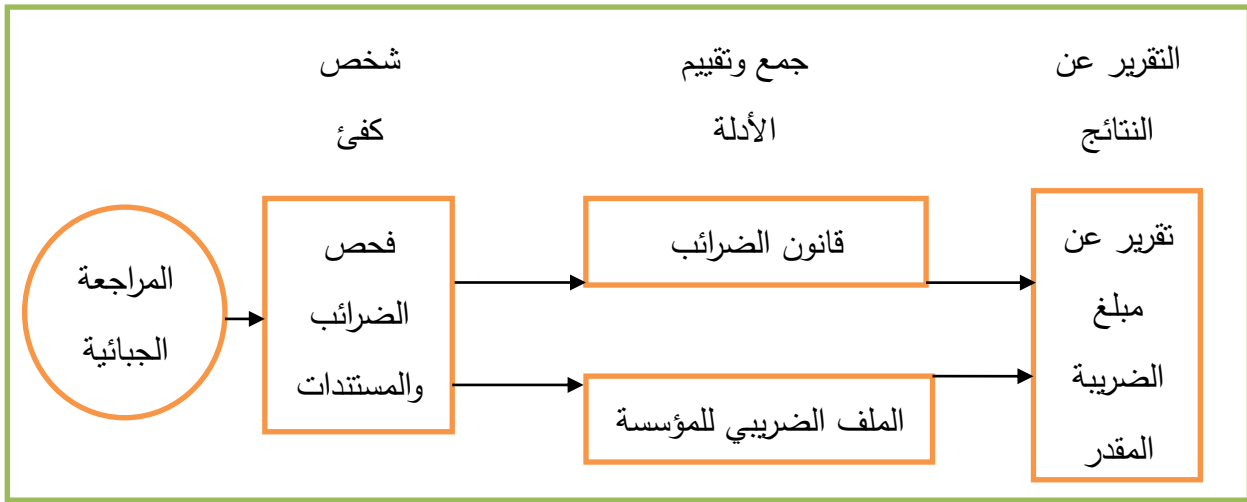 شخص
كفئ
جمع وتقييم
الأدلة
التقرير عن
النتائج
المراجعة
الجبائية
فحص
الضرائب
والمستندات
قانون الضرائب
الملف الضريبي للمؤسسة
تقرير عن
مبلغ
الضريبة
المقدر